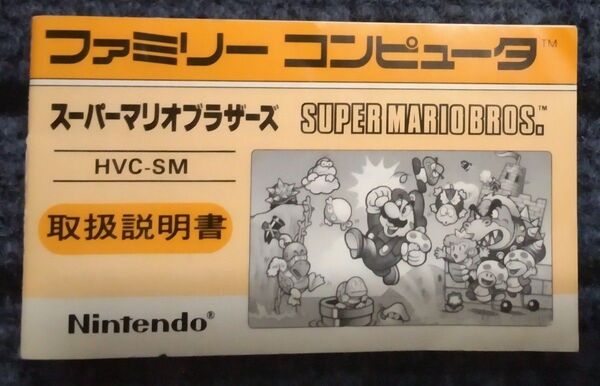 ファミリー コンピュータ™
スーパーマリオブラザーズ SUPER MARIO BROS.™
HVC-SM
取扱説明書
Nintendo®